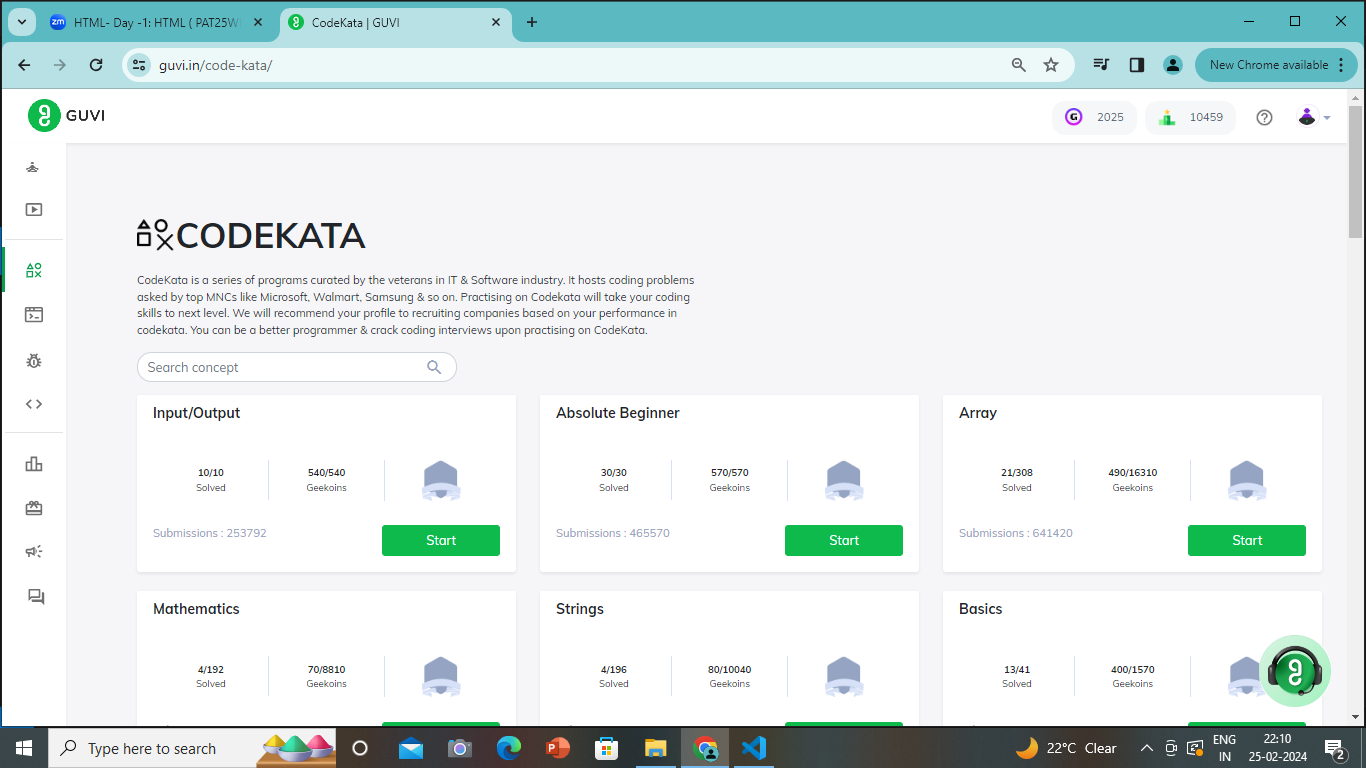 HTML- Day -1: HTML ( PAT25W
CodeKata | GUVI
guvi.in/code-kata/
New Chrome available
GUVI
2025
10459
CODEKATA
CodeKata is a series of programs curated by the veterans in IT & Software industry. It hosts coding problems
asked by top MNCs like Microsoft, Walmart, Samsung & so on. Practising on Codekata will take your coding
skills to next level. We will recommend your profile to recruiting companies based on your performance in
codekata. You can be a better programmer & crack coding interviews upon practising on CodeKata.
Search concept
Input/Output
10/10
Solved
540/540
Geekoins
Submissions : 253792
Start
Absolute Beginner
30/30
Solved
570/570
Geekoins
Submissions : 465570
Start
Array
21/308
Solved
490/16310
Geekoins
Submissions : 641420
Start
Mathematics
4/192
Solved
70/8810
Geekoins
Strings
4/196
Solved
80/10040
Geekoins
Basics
13/41
Solved
400/1570
Geekoins
Type here to search
22°C Clear
ENG
IN
22:10
25-02-2024
2